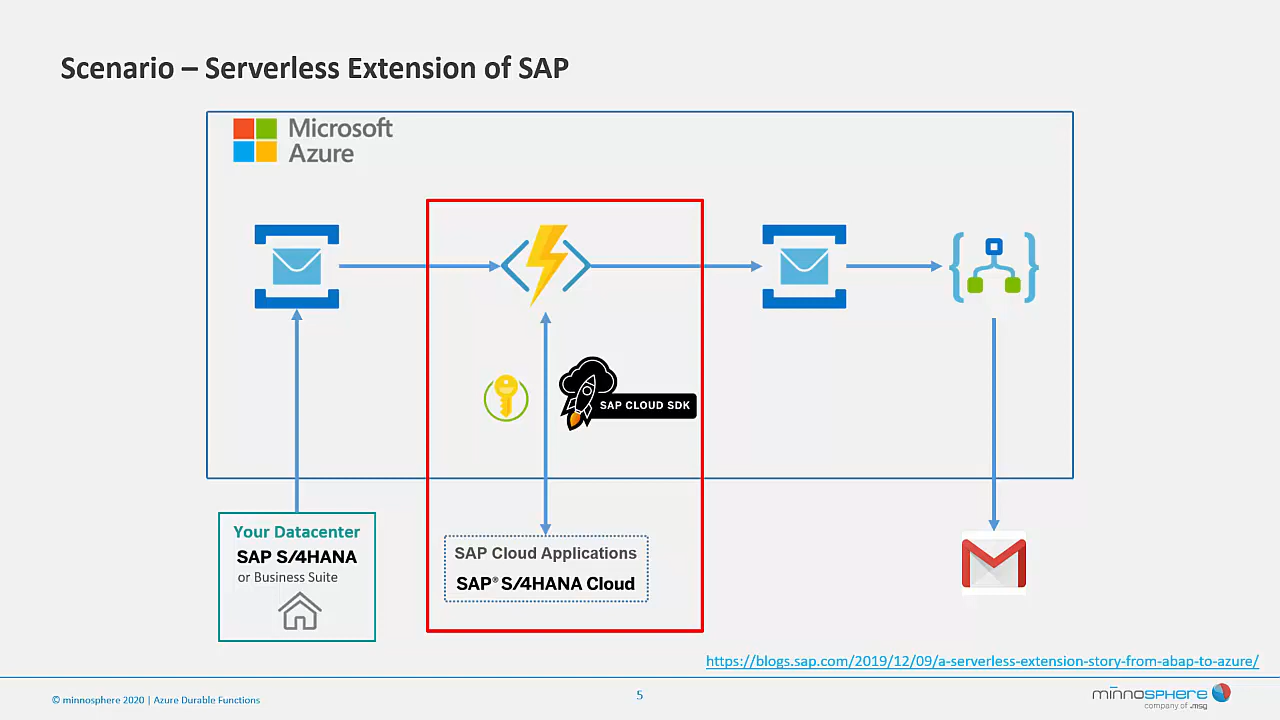 Scenario – Serverless Extension of SAP
Microsoft
Azure
SAP CLOUD SDK
Your Datacenter
SAP S/4HANA
or Business Suite
SAP Cloud Applications
SAP® S/4HANA Cloud
https://blogs.sap.com/2019/12/09/a-serverless-extension-story-from-abap-to-azure/
© minnosphere 2020 | Azure Durable Functions
5
minnosphere
company of .msg